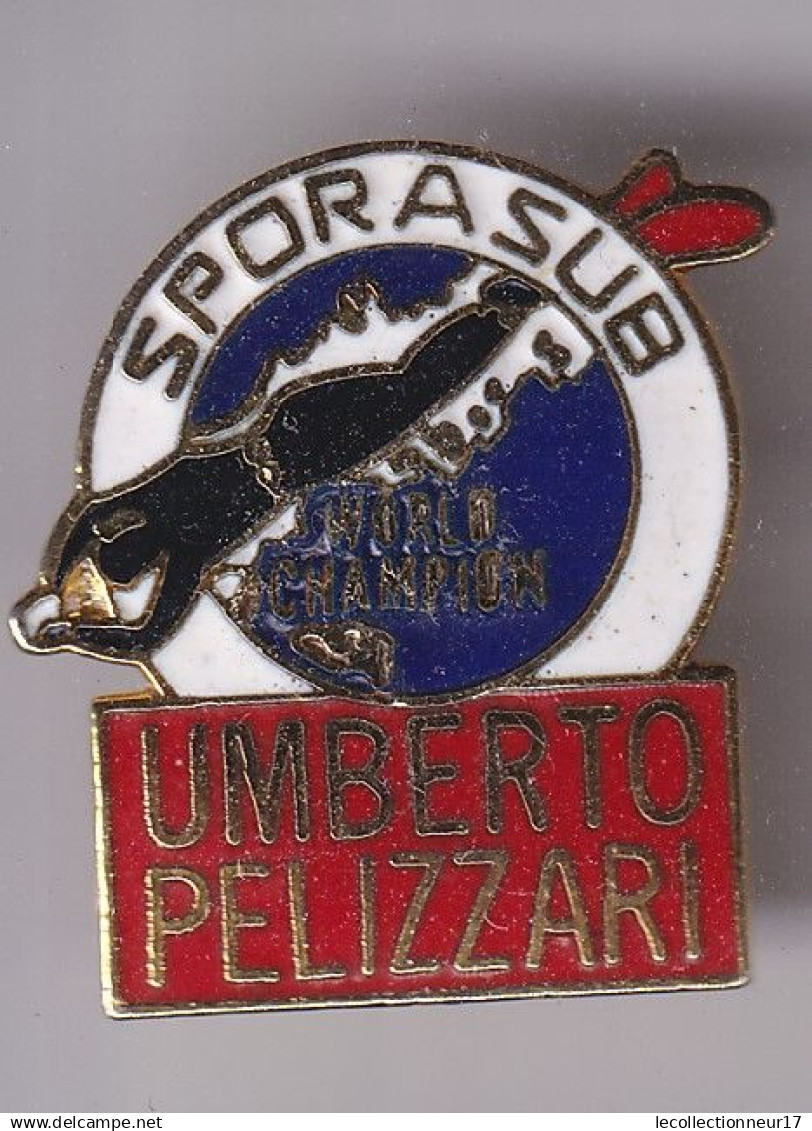 SPORASUB
WORLD
CHAMPION
UMBERTO
PELIZZARI
www.delcampe.net
lecollectionneur17